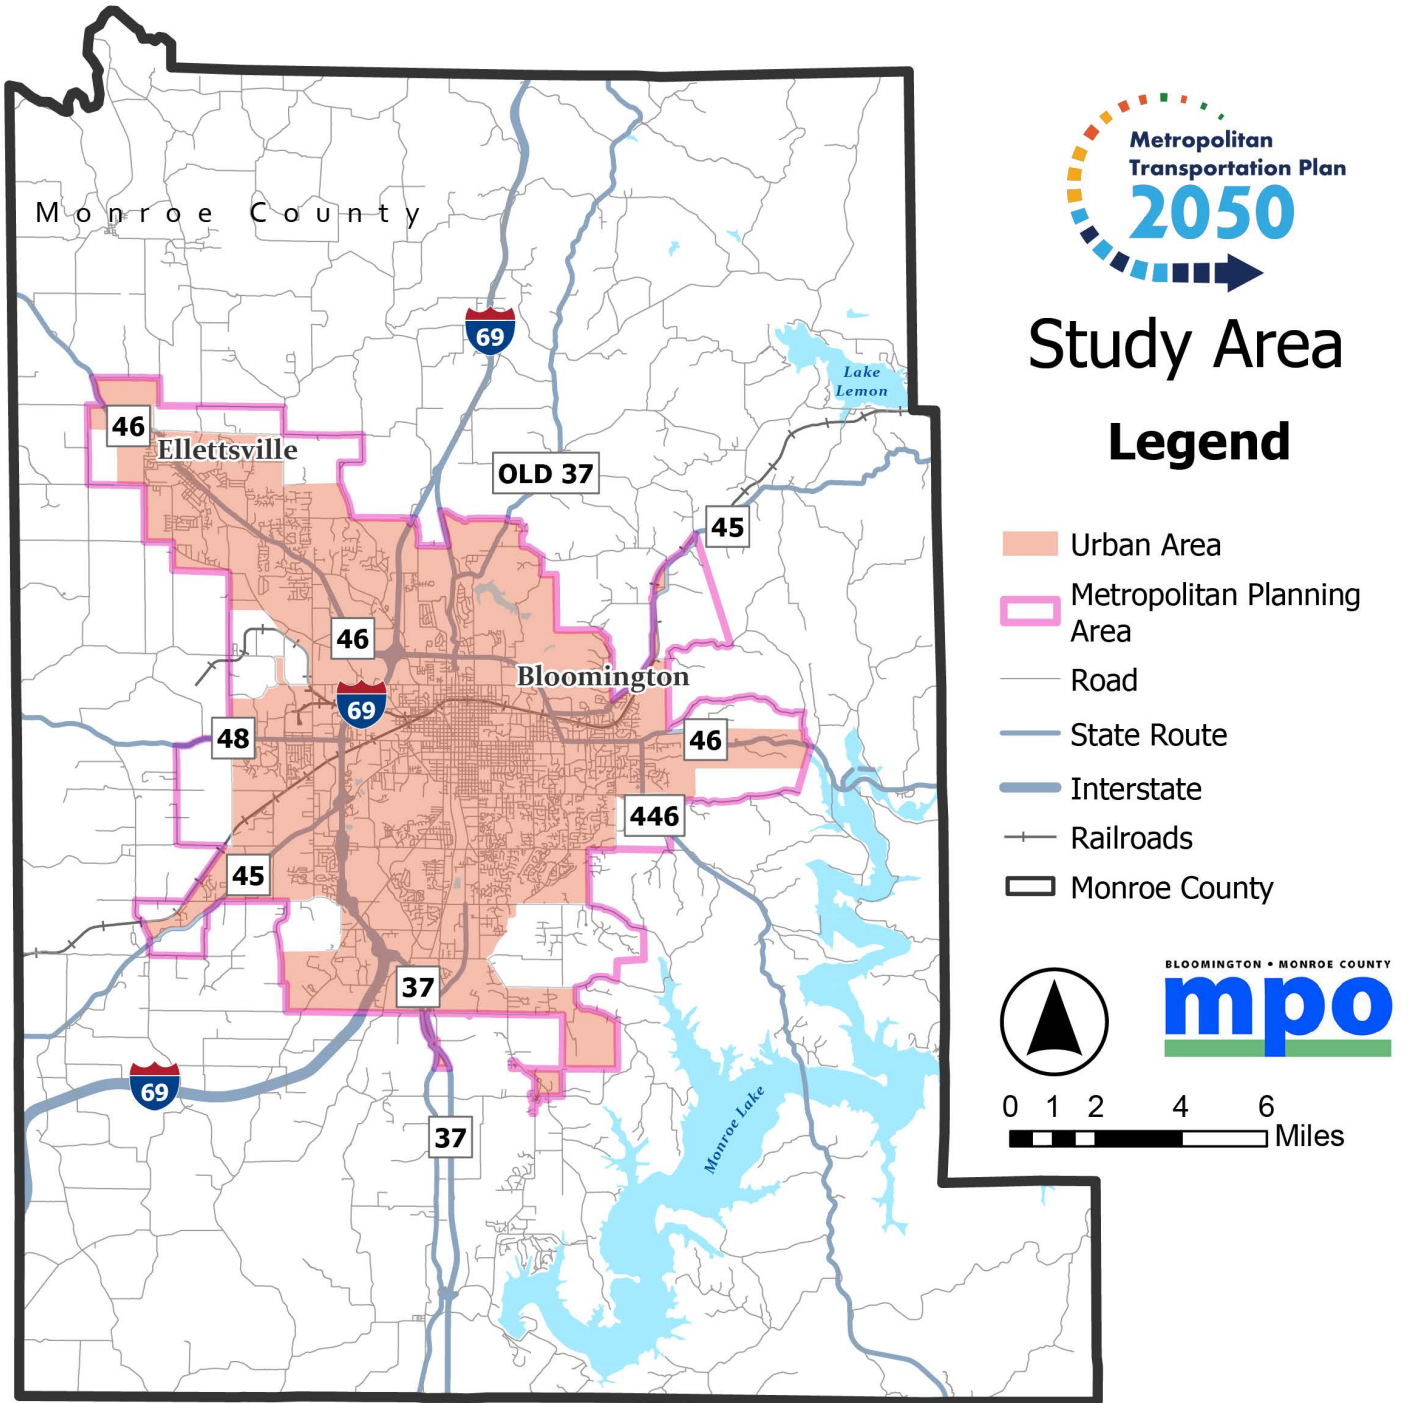 Monroe County
69
46
Ellettsville
OLD 37
45
Lake
Lemon
46
Bloomington
69
48
46
446
45
37
69
37
Monroe Lake
Metropolitan
Transportation Plan
2050
Study Area
Legend
Urban Area
Metropolitan Planning
Area
Road
State Route
Interstate
Railroads
Monroe County
BLOOMINGTON • MONROE COUNTY
mpo
0 1 2 4 6
Miles